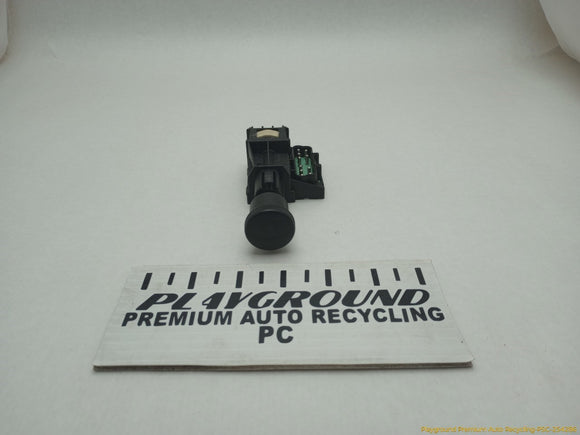 PLAYGROUND
PREMIUM AUTO RECYCLING
PC